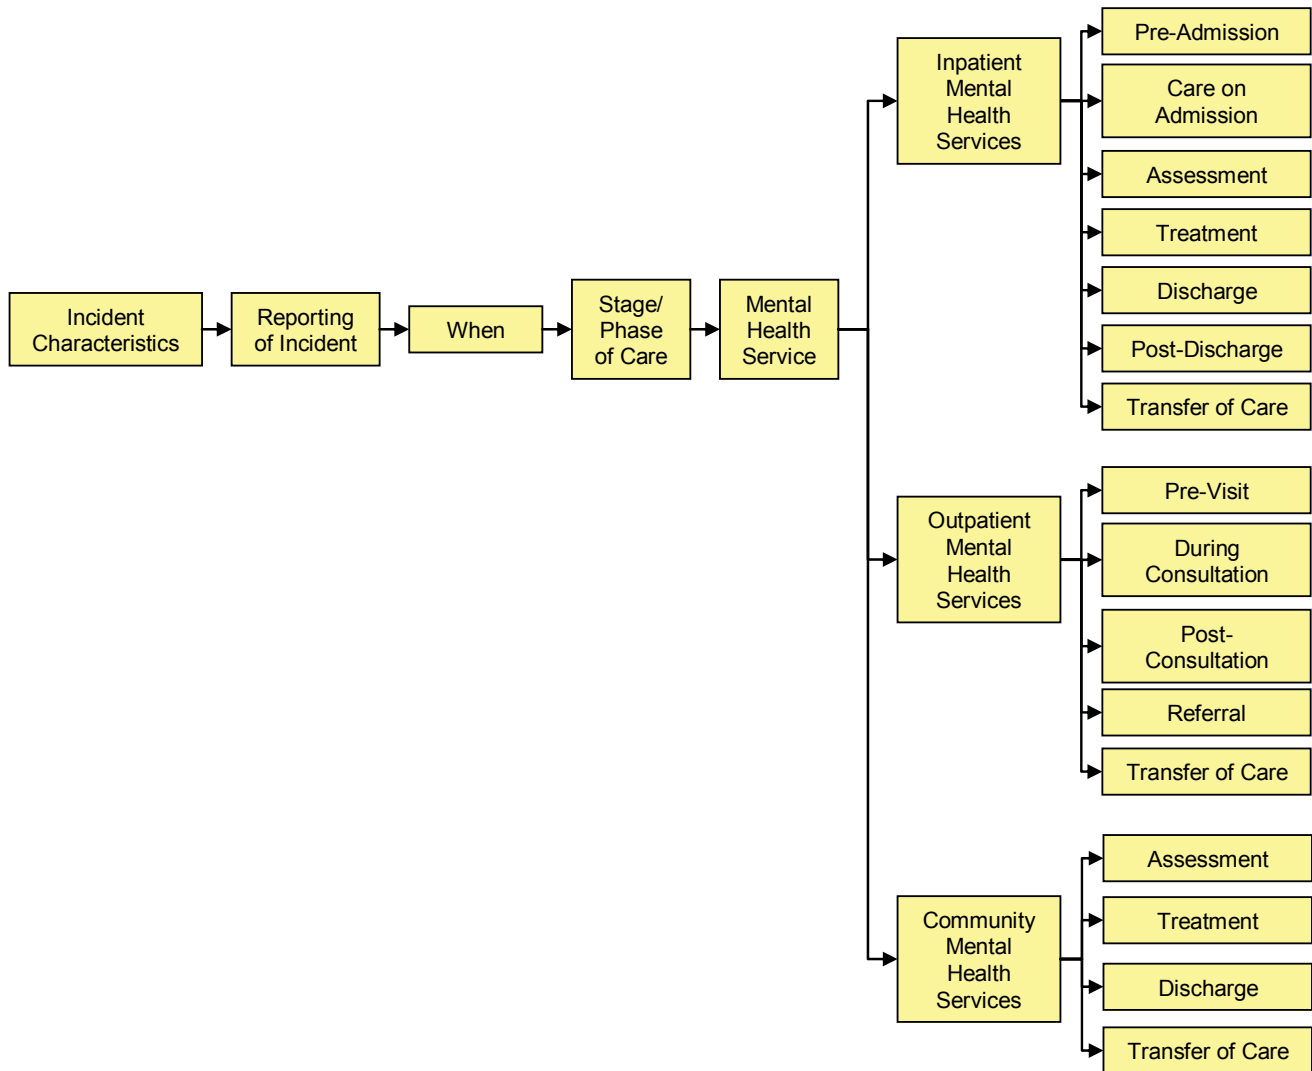 Incident
Characteristics
Reporting
of Incident
When
Stage/
Phase
of Care
Mental
Health
Service
Inpatient
Mental
Health
Services
Pre-Admission
Care on
Admission
Assessment
Treatment
Discharge
Post-Discharge
Transfer of Care
Outpatient
Mental
Health
Services
Pre-Visit
During
Consultation
Post-
Consultation
Referral
Transfer of Care
Community
Mental
Health
Services
Assessment
Treatment
Discharge
Transfer of Care